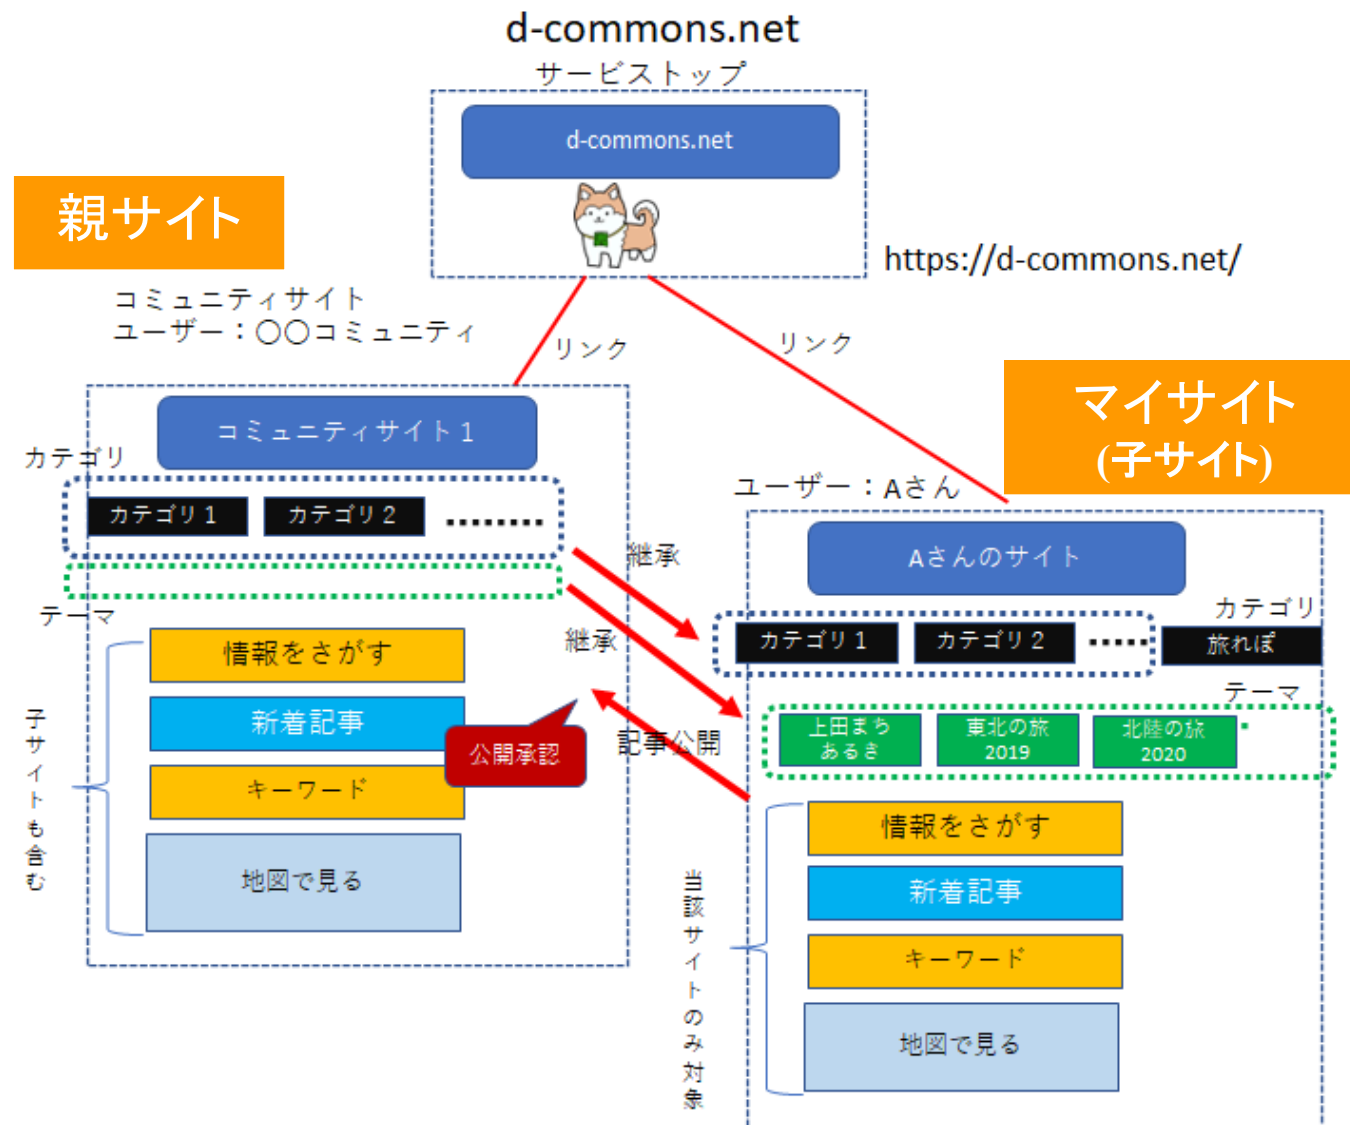 d-commons.net
サービストップ
d-commons.net
親サイト
https://d-commons.net/
コミュニティサイト
ユーザー：〇〇コミュニティ
リンク
リンク
マイサイト
(子サイト)
コミュニティサイト１
カテゴリ
カテゴリ１
カテゴリ２
………
ユーザー：Aさん
Aさんのサイト
継承
カテゴリ
カテゴリ１
カテゴリ２
……
旅れぽ
テーマ
継承
テーマ
上田まち
あるき
東北の旅
2019
北陸の旅
2020
情報をさがす
新着記事
キーワード
地図で見る
子サイトも含む
公開承認
記事公開
情報をさがす
新着記事
キーワード
地図で見る
当該サイトのみ対象